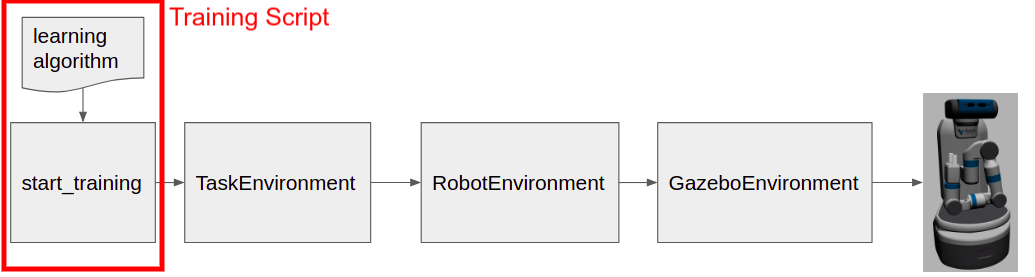 Training Script
learning
algorithm
start_training
TaskEnvironment
RobotEnvironment
GazeboEnvironment